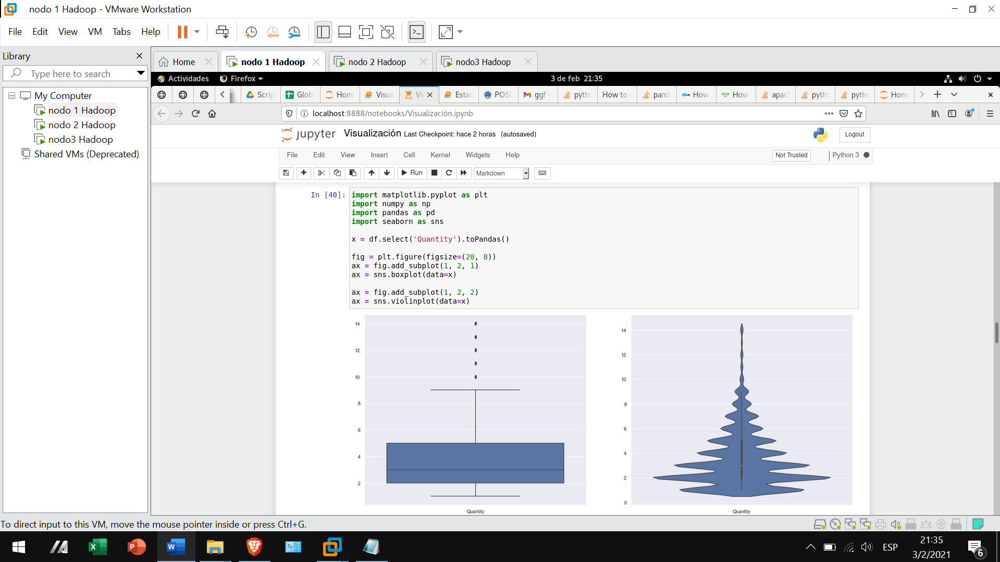 nodo 1 Hadoop - VMware Workstation
File Edit View VM Tabs Help
Library
Type here to search
My Computer
nodo 1 Hadoop
nodo 2 Hadoop
nodo3 Hadoop
Shared VMs (Deprecated)
Home nodo 1 Hadoop nodo 2 Hadoop nodo3 Hadoop
Actividades Firefox 3 de feb 21:35
Scrip Globa Home Visua Vis Estad POSC ggf - pytho How to pand How How apach pytho pytho Home
localhost:8888/notebooks/Visualización.ipynb
jupyter Visualización Last Checkpoint: hace 2 horas (autosaved) Logout
File Edit View Insert Cell Kernel Widgets Help Not Trusted Python 3
Run Markdown
In [40]: import matplotlib.pyplot as plt
import numpy as np
import pandas as pd
import seaborn as sns
x = df.select('Quantity').toPandas()
fig = plt.figure(figsize=(20, 8))
ax = fig.add_subplot(1, 2, 1)
ax = sns.boxplot(data=x)
ax = fig.add_subplot(1, 2, 2)
ax = sns.violinplot(data=x)
14
12
10
8
6
4
2
Quantity
14
12
10
8
6
4
2
0
Quantity
To direct input to this VM, move the mouse pointer inside or press Ctrl+G.
ESP
21:35
3/2/2021
6